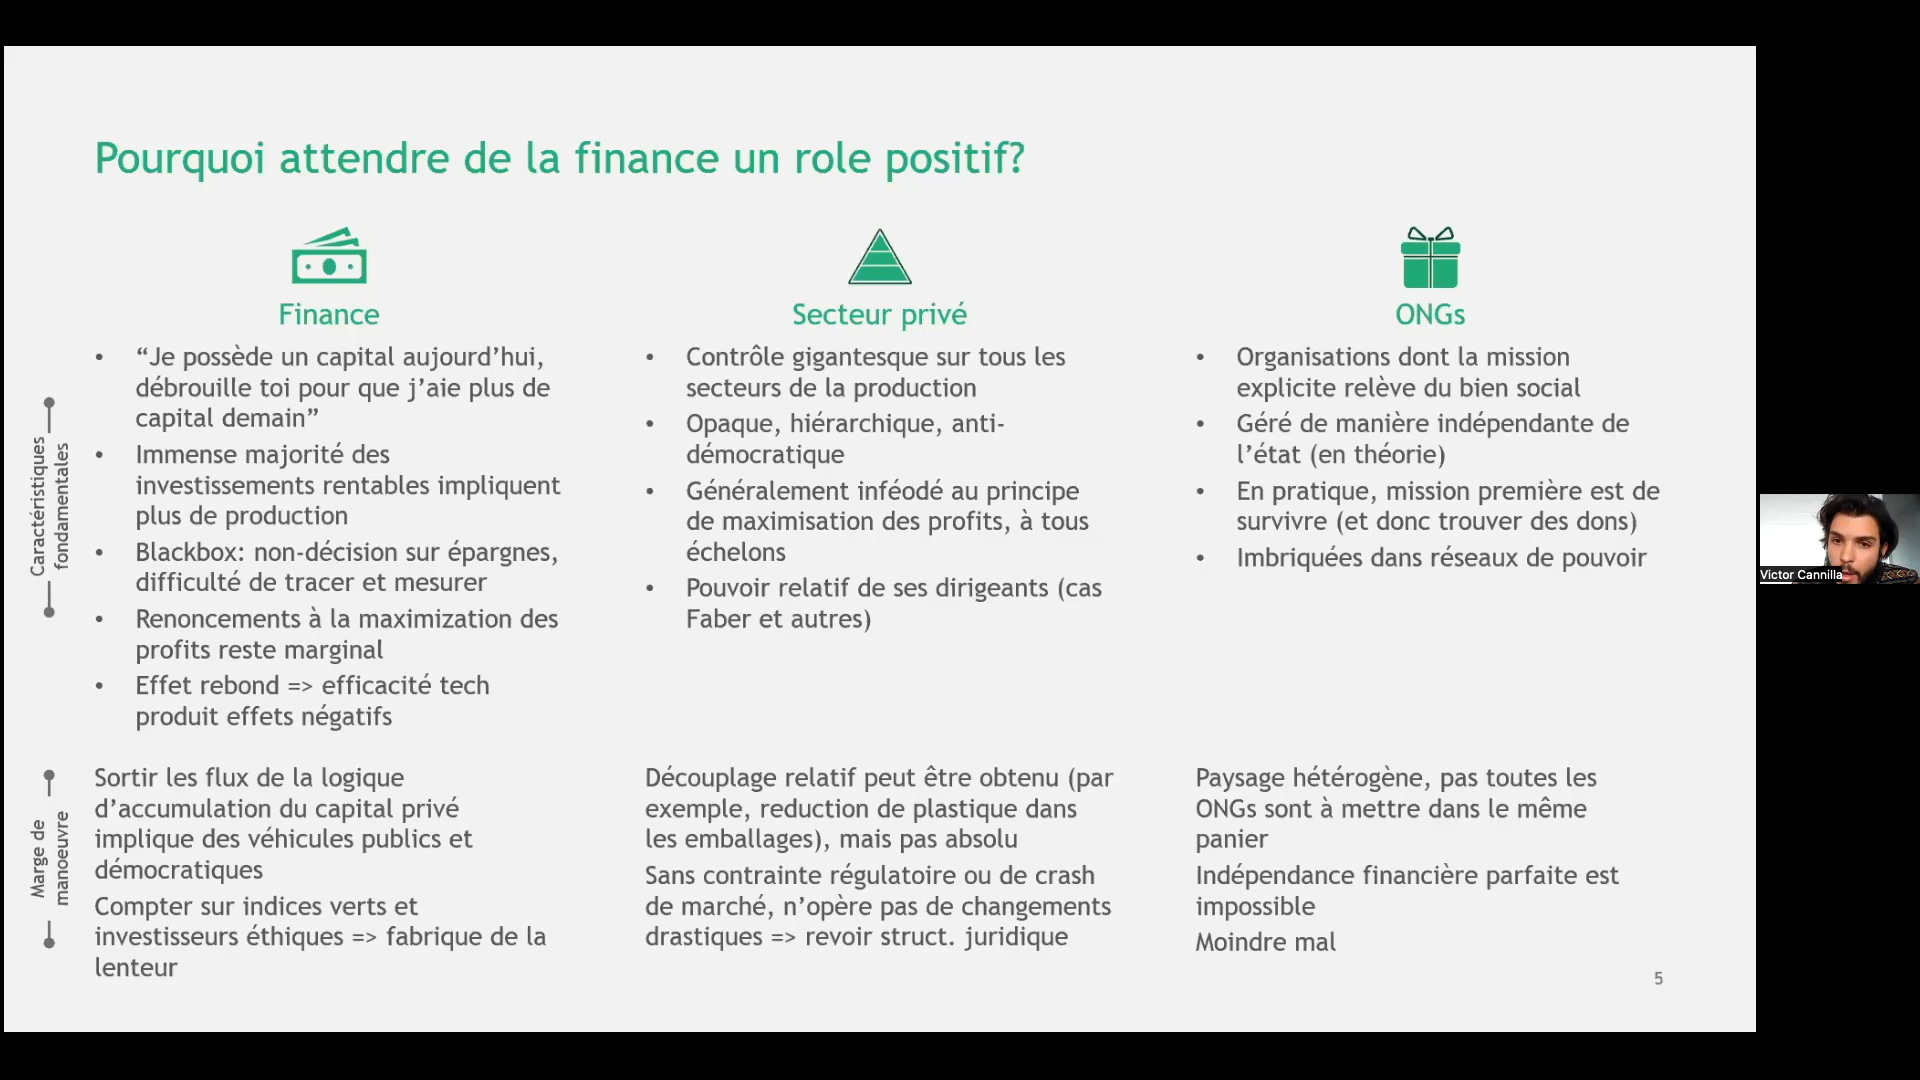 Pourquoi attendre de la finance un role positif?
Finance
“Je possède un capital aujourd’hui,
débrouille toi pour que j’aie plus de
capital demain”
Immense majorité des
investissements rentables impliquent
plus de production
Blackbox: non-décision sur épargnes,
difficulté de tracer et mesurer
Renoncements à la maximization des
profits reste marginal
Effet rebond => efficacité tech
produit effets négatifs
Secteur privé
Contrôle gigantesque sur tous les
secteurs de la production
Opaque, hiérarchique, anti-
démocratique
Généralement inféodé au principe
de maximisation des profits, à tous
échelons
Pouvoir relatif de ses dirigeants (cas
Faber et autres)
ONGs
Organisations dont la mission
explicite relève du bien social
Géré de manière indépendante de
l’état (en théorie)
En pratique, mission première est de
survivre (et donc trouver des dons)
Imbriquées dans réseaux de pouvoir
Caractéristiques
fondamentales
Marge de
manoeuvre
Sortir les flux de la logique
d’accumulation du capital privé
implique des véhicules publics et
démocratiques
Compter sur indices verts et
investisseurs éthiques => fabrique de la
lenteur
Découplage relatif peut être obtenu (par
exemple, reduction de plastique dans
les emballages), mais pas absolu
Sans contrainte régulatoire ou de crash
de marché, n’opère pas de changements
drastiques => revoir struct. juridique
Paysage hétérogène, pas toutes les
ONGs sont à mettre dans le même
panier
Indépendance financière parfaite est
impossible
Moindre mal
5
Victor Cannilla